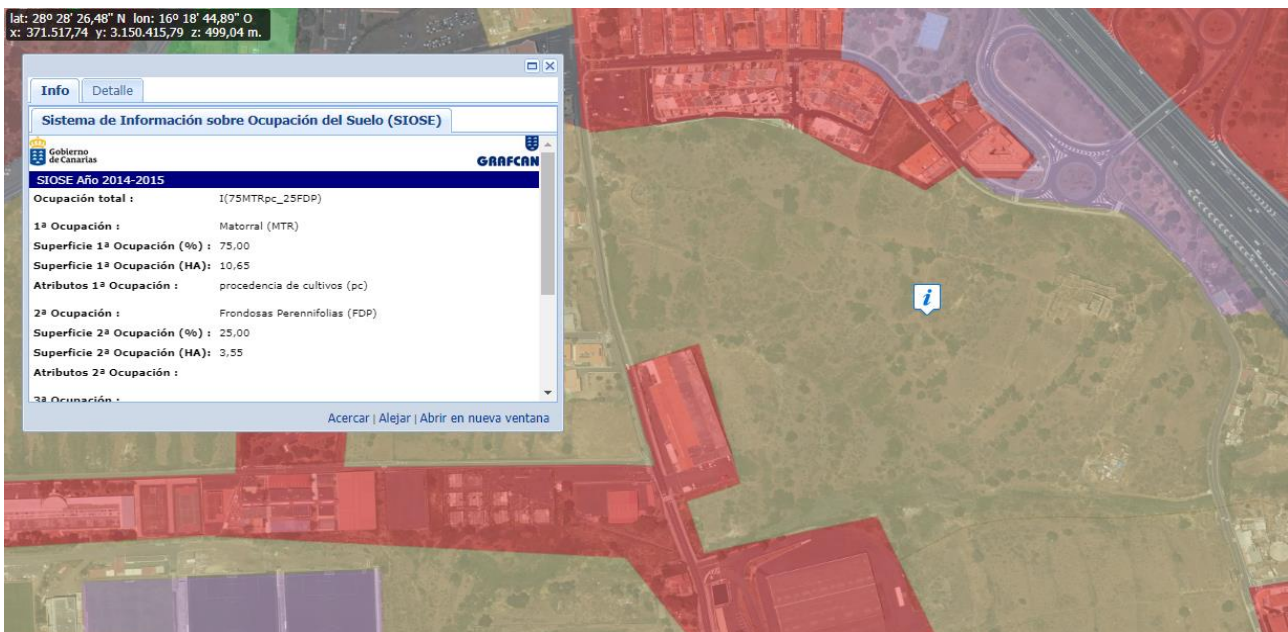 lat: 28º 28' 26,48" N lon: 16º 18' 44,89" O
x: 371.517,74 y: 3.150.415,79 z: 499,04 m.
Info Detalle
Sistema de Información sobre Ocupación del Suelo (SIOSE)
Gobierno
de Canarias
GRAFCAN
SIOSE Año 2014-2015
Ocupación total : I(75MTRpc_25FDP)
1ª Ocupación : Matorral (MTR)
Superficie 1ª Ocupación (%) : 75,00
Superficie 1ª Ocupación (HA): 10,65
Atributos 1ª Ocupación : procedencia de cultivos (pc)
2ª Ocupación : Frondosas Perennifolias (FDP)
Superficie 2ª Ocupación (%) : 25,00
Superficie 2ª Ocupación (HA): 3,55
Atributos 2ª Ocupación :
3ª Ocupación :
Acercar | Alejar | Abrir en nueva ventana
i